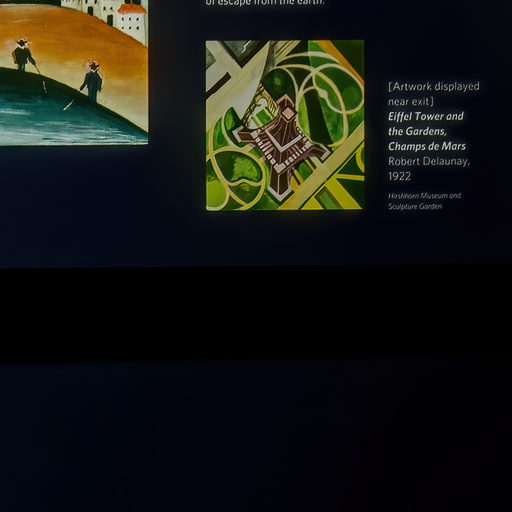 of escape from the earth.
[Artwork displayed
near exit]
Eiffel Tower and
the Gardens,
Champs de Mars
Robert Delaunay,
1922
Hirshhorn Museum and
Sculpture Garden